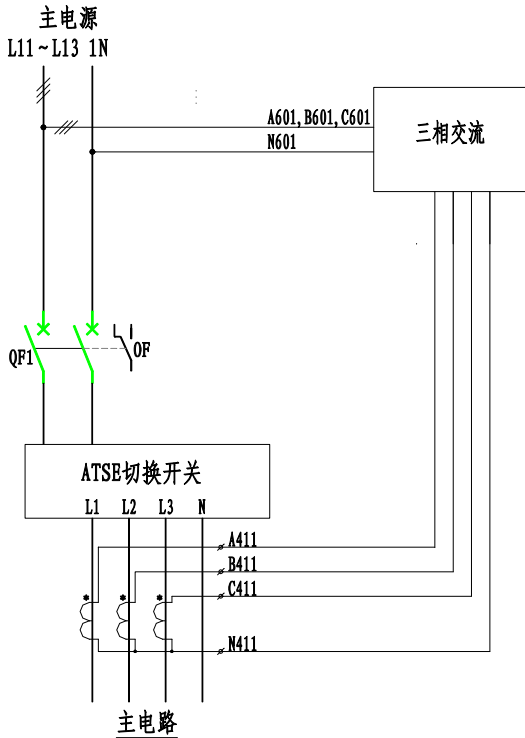 主电源
L11~L13 1N
A601,B601,C601
N601
三相交流
QF1
OF
ATSE切换开关
L1 L2 L3 N
A411
B411
C411
N411
主电路